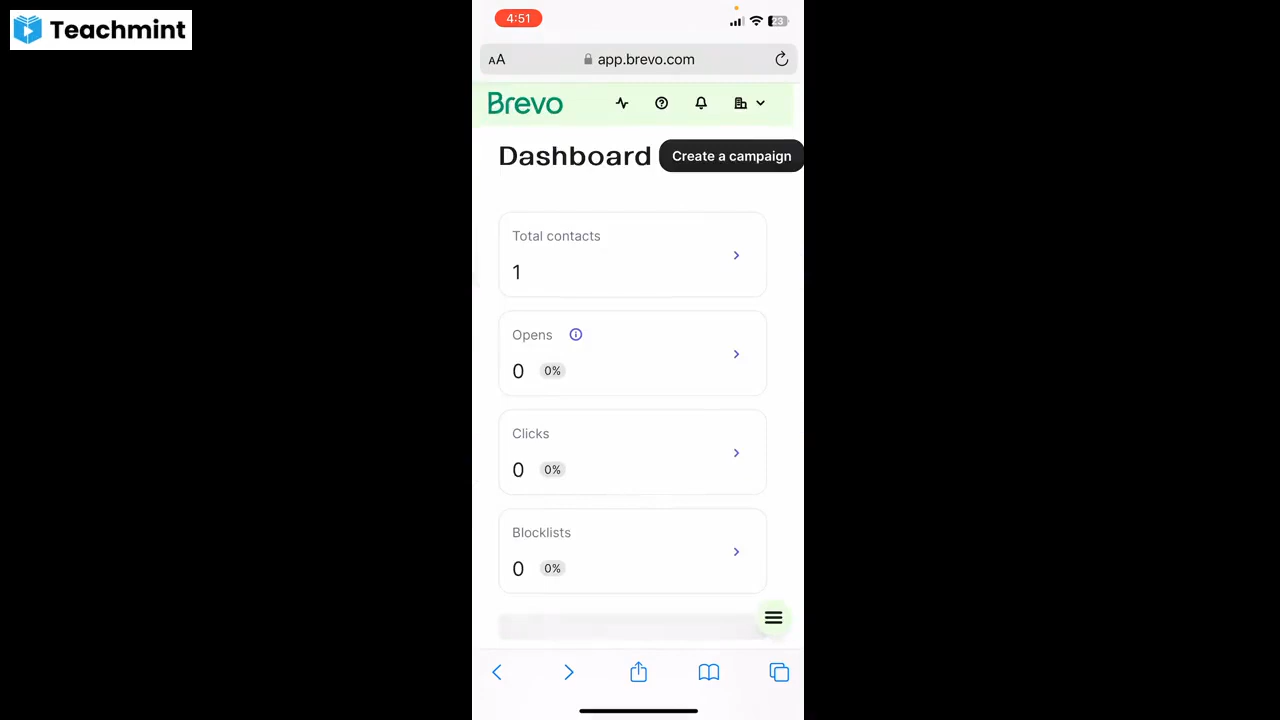 Teachmint
4:51
23
AA
app.brevo.com
Brevo
Dashboard
Create a campaign
Total contacts
1
Opens
0 0%
Clicks
0 0%
Blocklists
0 0%